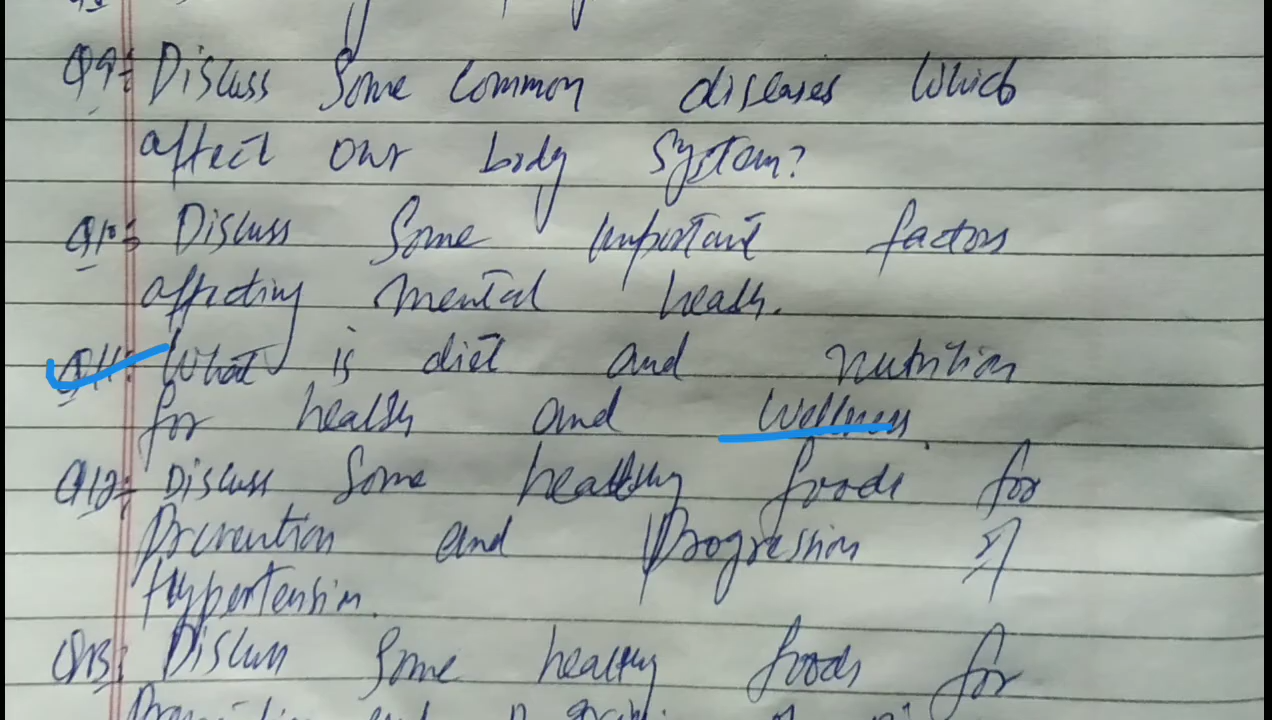 Q9:- Discuss Some Common diseases Which
affect our body System?
Q10:- Discuss Some important factors
affecting mental health.
Q11:- What is diet and nutrition
for health and Wellness.
Q12:- Discuss Some healthy foods for
Prevention and Progression of
Hypertension.
Q13:- Discuss Some healthy foods for
and